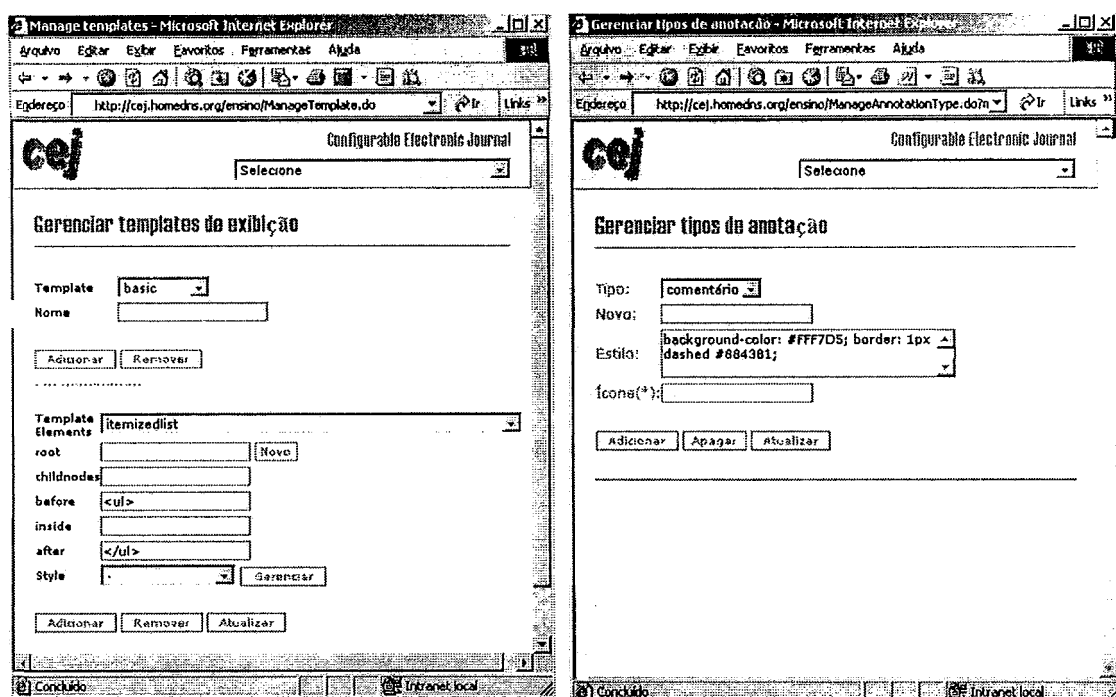 Manage templates - Microsoft Internet Explorer
Arquivo Editar Exibir Favoritos Ferramentas Ajuda
Endereço http://cej.homedns.org/ensino/ManageTemplate.do Ir Links »
cej
Configurable Electronic Journal
Selecione
Gerenciar templates de exibição
Template basic
Nome
Adicionar Remover
Template Elements itemizedlist
root Novo
childnodes
before <ul>
inside
after </ul>
Style - Gerenciar
Adicionar Remover Atualizar
Concluído Intranet local
Gerenciar tipos de anotação - Microsoft Internet Explorer
Arquivo Editar Exibir Favoritos Ferramentas Ajuda
Endereço http://cej.homedns.org/ensino/ManageAnnotationType.do?n Ir Links »
cej
Configurable Electronic Journal
Selecione
Gerenciar tipos de anotação
Tipo: comentário
Novo:
Estilo: background-color: #FFF7D5; border: 1px
dashed #884381;
Ícone(*):
Adicionar Apagar Atualizar
Concluído Intranet local